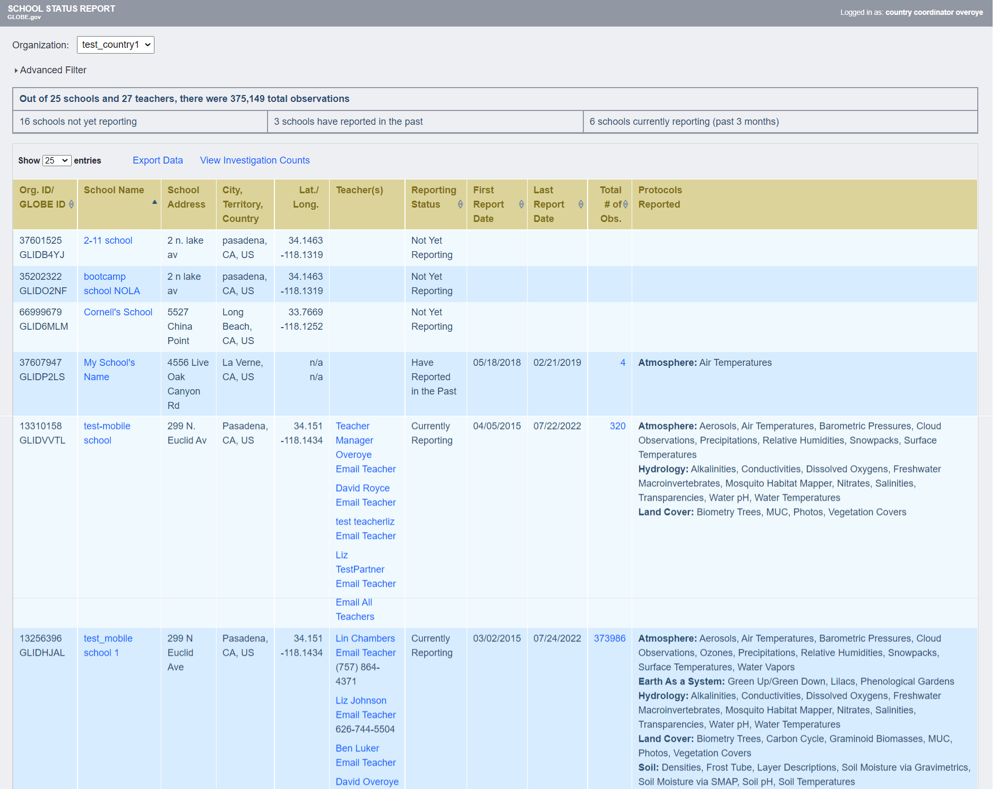 SCHOOL STATUS REPORT
GLOBE.gov
Logged in as: country coordinator overoye
Organization: test_country1
Advanced Filter
Out of 25 schools and 27 teachers, there were 375,149 total observations
16 schools not yet reporting
3 schools have reported in the past
6 schools currently reporting (past 3 months)
Show 25 entries
Export Data
View Investigation Counts
Org. ID/
GLOBE ID
School Name
School
Address
City,
Territory,
Country
Lat./
Long.
Teacher(s)
Reporting
Status
First
Report
Date
Last
Report
Date
Total
# of
Obs.
Protocols
Reported
37601525
GLIDB4YJ
2-11 school
2 n. lake
av
pasadena,
CA, US
34.1463
-118.1319
Not Yet
Reporting
35202322
GLIDO2NF
bootcamp
school NOLA
2 n lake
av
pasadena,
CA, US
34.1463
-118.1319
Not Yet
Reporting
66999679
GLID6MLM
Cornell's School
5527
China
Point
Long
Beach,
CA, US
33.7669
-118.1252
Not Yet
Reporting
37607947
GLIDP2LS
My School's
Name
4556 Live
Oak
Canyon
Rd
La Verne,
CA, US
n/a
n/a
Have
Reported
in the Past
05/18/2018
02/21/2019
4
Atmosphere: Air Temperatures
13310158
GLIDVVTL
test-mobile
school
299 N.
Euclid Av
Pasadena,
CA, US
34.151
-118.1434
Teacher
Manager
Overoye
Email Teacher
David Royce
Email Teacher
test teacherliz
Email Teacher
Liz
TestPartner
Email Teacher
Email All
Teachers
Currently
Reporting
04/05/2015
07/22/2022
320
Atmosphere: Aerosols, Air Temperatures, Barometric Pressures, Cloud
Observations, Precipitations, Relative Humidities, Snowpacks, Surface
Temperatures
Hydrology: Alkalinities, Conductivities, Dissolved Oxygens, Freshwater
Macroinvertebrates, Mosquito Habitat Mapper, Nitrates, Salinities,
Transparencies, Water pH, Water Temperatures
Land Cover: Biometry Trees, MUC, Photos, Vegetation Covers
13256396
GLIDHJAL
test_mobile
school 1
299 N
Euclid
Ave
Pasadena,
CA, US
34.151
-118.1434
Lin Chambers
Email Teacher
(757) 864-
4371
Liz Johnson
Email Teacher
626-744-5504
Ben Luker
Email Teacher
David Overoye
Currently
Reporting
03/02/2015
07/24/2022
373986
Atmosphere: Aerosols, Air Temperatures, Barometric Pressures, Cloud
Observations, Ozones, Precipitations, Relative Humidities, Snowpacks,
Surface Temperatures, Water Vapors
Earth As a System: Green Up/Green Down, Lilacs, Phenological Gardens
Hydrology: Alkalinities, Conductivities, Dissolved Oxygens, Freshwater
Macroinvertebrates, Mosquito Habitat Mapper, Nitrates, Salinities,
Transparencies, Water pH, Water Temperatures
Land Cover: Biometry Trees, Carbon Cycle, Graminoid Biomasses, MUC,
Photos, Vegetation Covers
Soil: Densities, Frost Tube, Layer Descriptions, Soil Moisture via Gravimetrics,
Soil Moisture via SMAP, Soil pH, Soil Temperatures